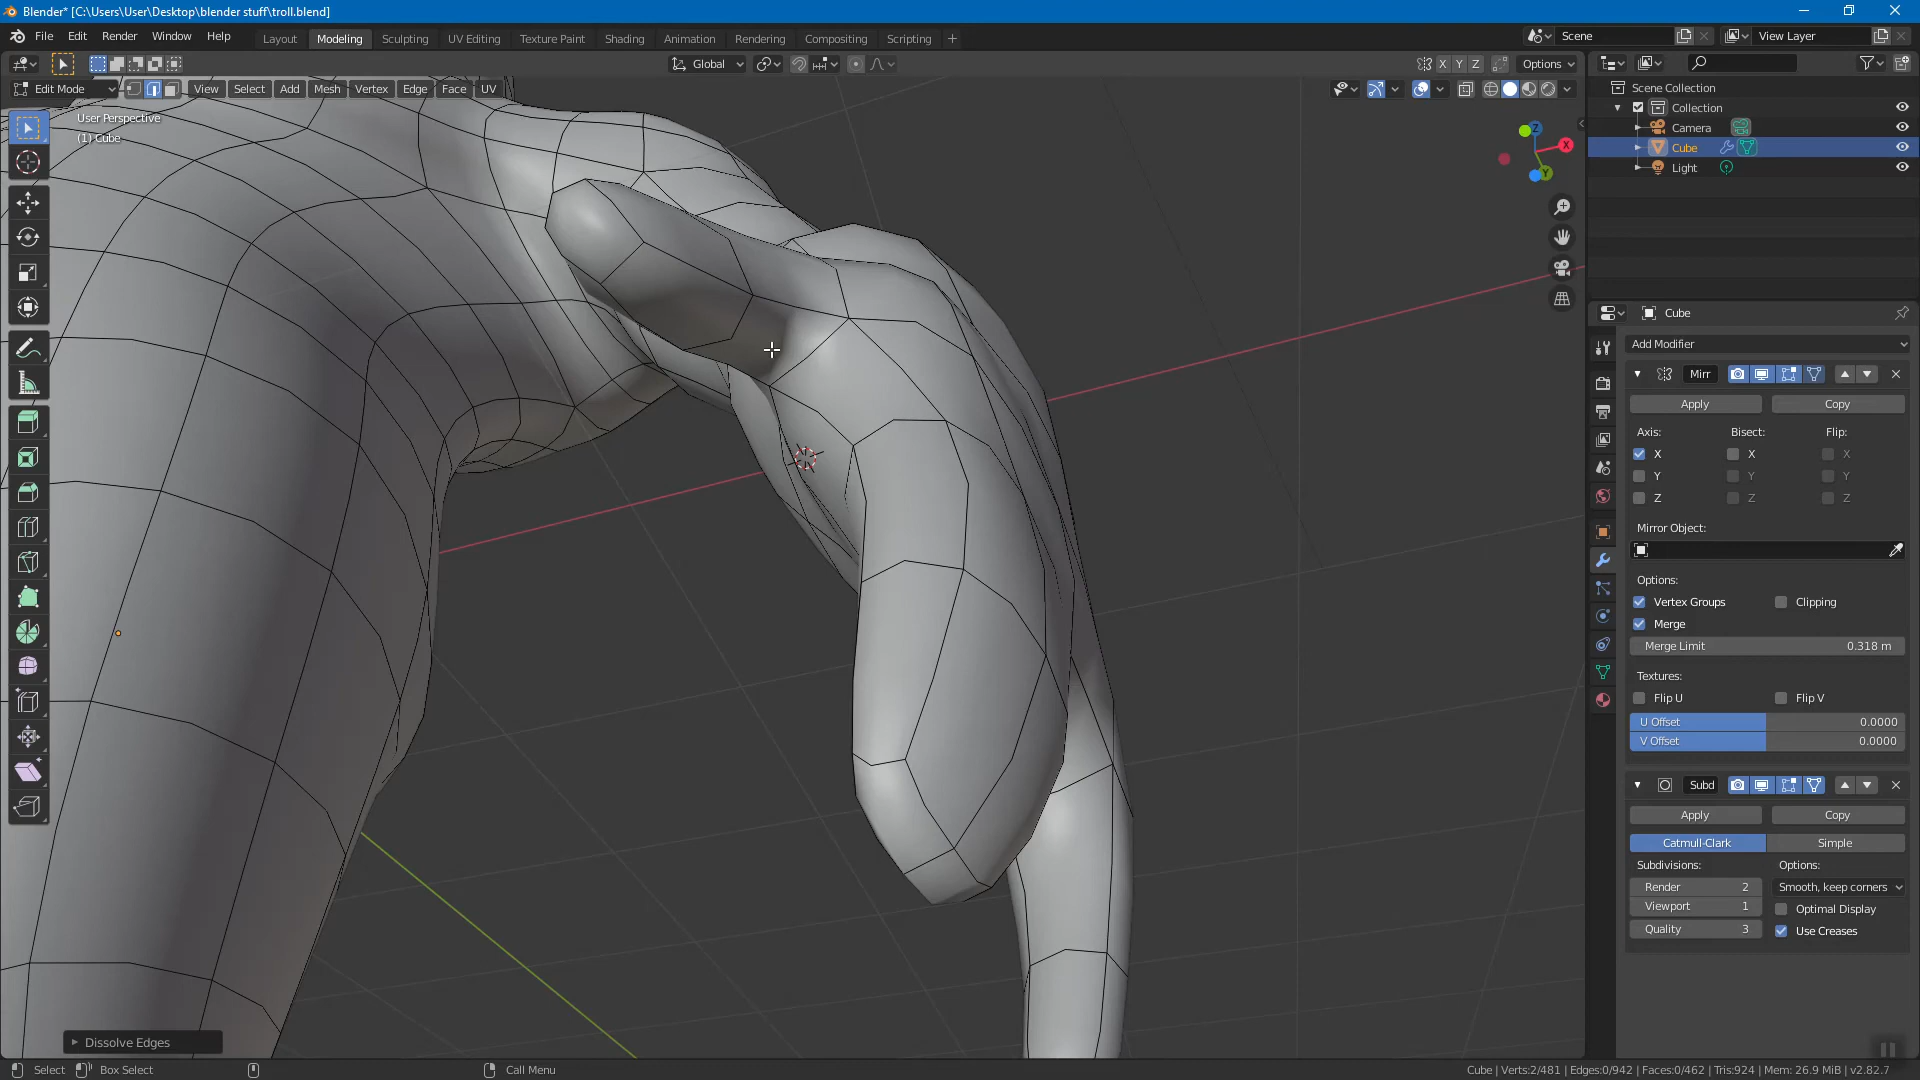 Blender* [C:\Users\User\Desktop\blender stuff\troll.blend]
File Edit Render Window Help Layout Modeling Sculpting UV Editing Texture Paint Shading Animation Rendering Compositing Scripting Scene View Layer
Global X Y Z Options
Edit Mode View Select Add Mesh Vertex Edge Face UV
User Perspective
(1) Cube
Z
X
Y
Scene Collection
Collection
Camera
Cube
Light
Cube
Add Modifier
Mirr
Apply Copy
Axis: Bisect: Flip:
X X X
Y Y Y
Z Z Z
Mirror Object:
Options:
Vertex Groups Clipping
Merge
Merge Limit 0.318 m
Textures:
Flip U Flip V
U Offset 0.0000
V Offset 0.0000
Subd
Apply Copy
Catmull-Clark Simple
Subdivisions: Options:
Render 2 Smooth, keep corners
Viewport 1 Optimal Display
Quality 3 Use Creases
Dissolve Edges
Select Box Select Call Menu Cube | Verts:2/481 | Edges:0/942 | Faces:0/462 | Tris:924 | Mem: 26.9 MiB | v2.82.7